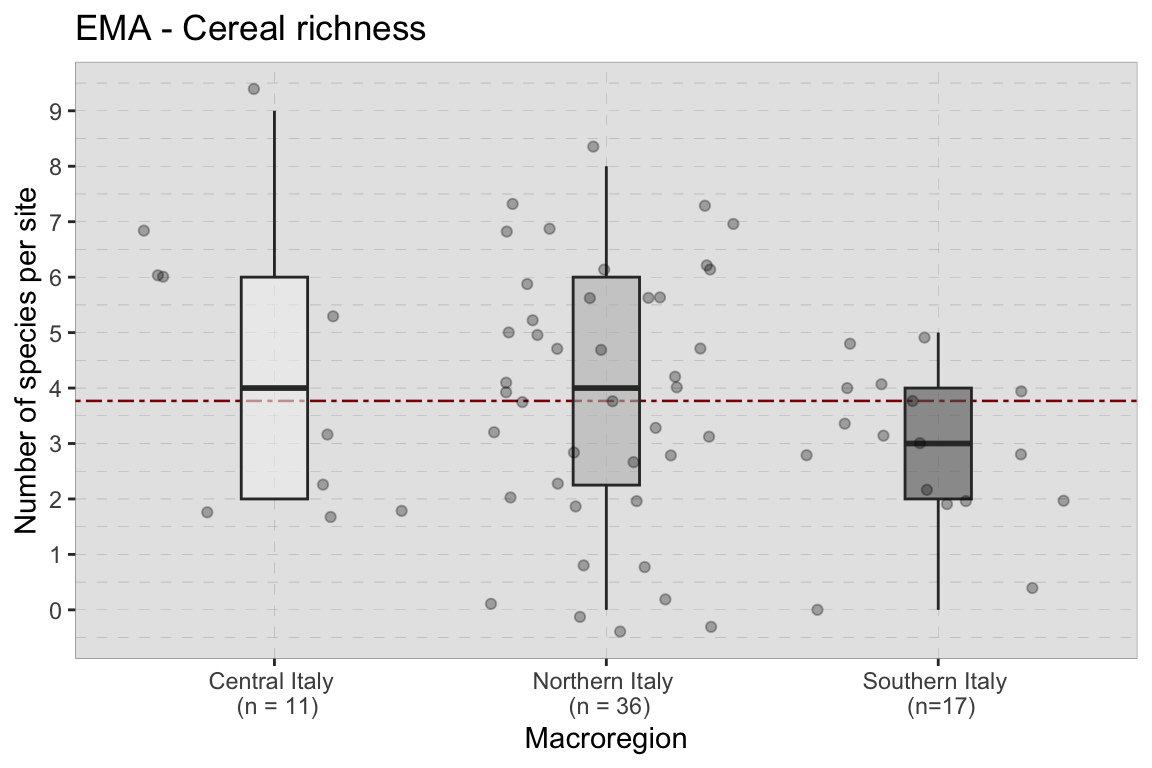 EMA - Cereal richness
Number of species per site
9
8
7
6
5
4
3
2
1
0
Central Italy
(n = 11)
Northern Italy
(n = 36)
Southern Italy
(n=17)
Macroregion